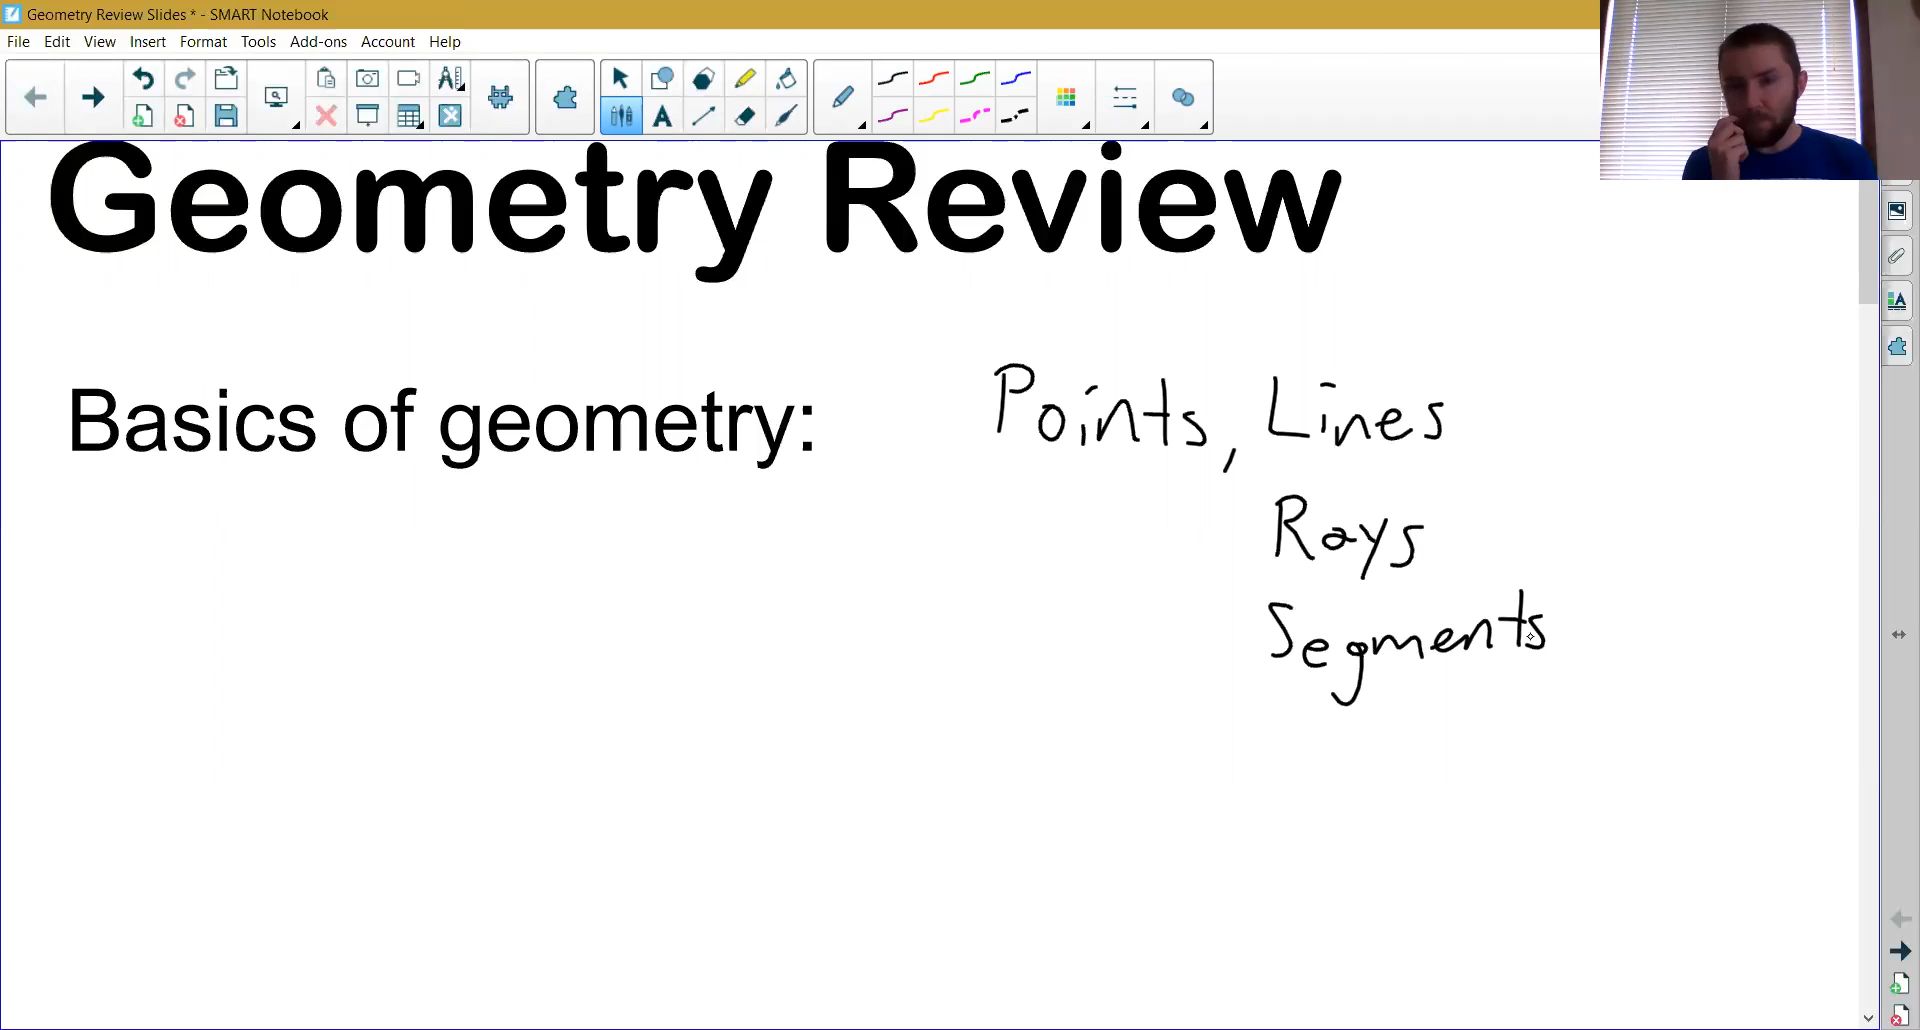 Geometry Review Slides * - SMART Notebook
File Edit View Insert Format Tools Add-ons Account Help
Geometry Review
Basics of geometry: Points, Lines
Rays
Segments